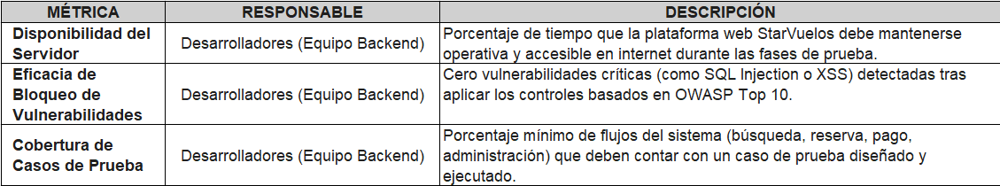 MÉTRICA RESPONSABLE DESCRIPCIÓN
Disponibilidad del
Servidor
Desarrolladores (Equipo Backend)
Porcentaje de tiempo que la plataforma web StarVuelos debe mantenerse
operativa y accesible en internet durante las fases de prueba.
Eficacia de
Bloqueo de
Vulnerabilidades
Desarrolladores (Equipo Backend)
Cero vulnerabilidades críticas (como SQL Injection o XSS) detectadas tras
aplicar los controles basados en OWASP Top 10.
Cobertura de
Casos de Prueba
Desarrolladores (Equipo Backend)
Porcentaje mínimo de flujos del sistema (búsqueda, reserva, pago,
administración) que deben contar con un caso de prueba diseñado y
ejecutado.